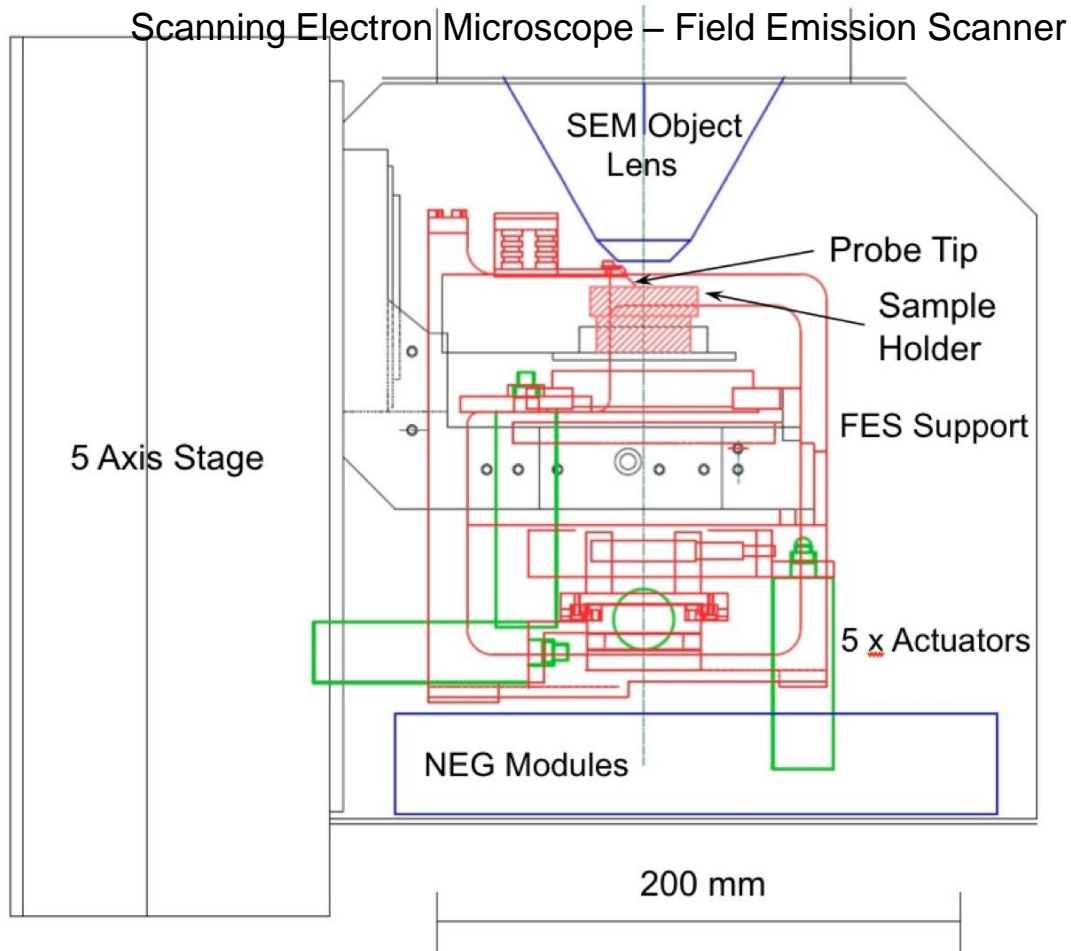 Scanning Electron Microscope – Field Emission Scanner
SEM Object
Lens
Probe Tip
Sample
Holder
FES Support
5 Axis Stage
5 x Actuators
NEG Modules
200 mm